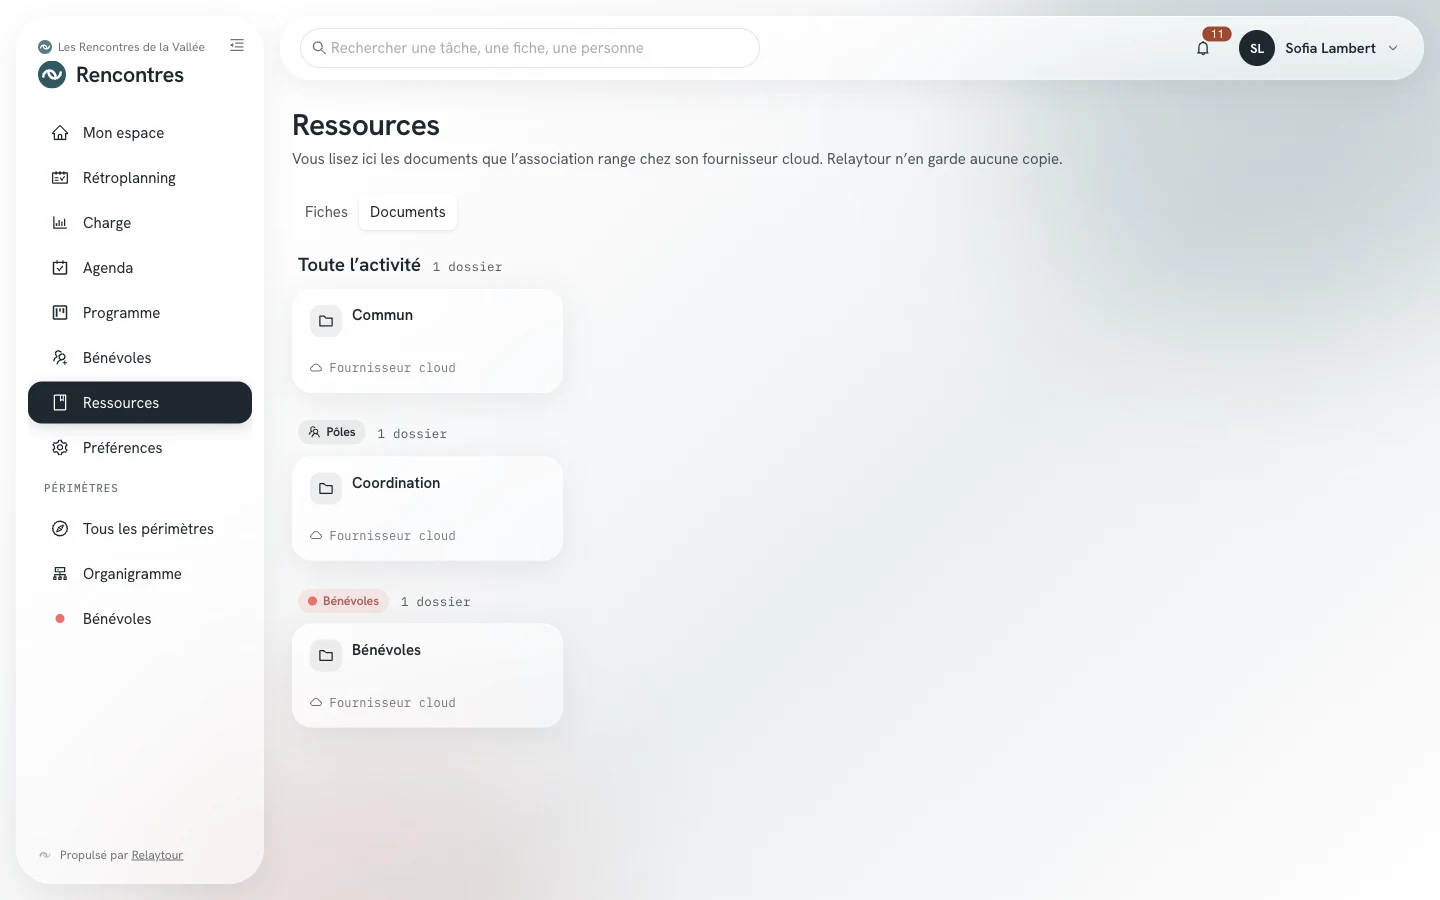 Les Rencontres de la Vallée
Rencontres
Mon espace
Rétroplanning
Charge
Agenda
Programme
Bénévoles
Ressources
Préférences
PÉRIMÈTRES
Tous les périmètres
Organigramme
Bénévoles
Propulsé par Relaytour
Rechercher une tâche, une fiche, une personne
11
SL
Sofia Lambert
Ressources
Vous lisez ici les documents que l’association range chez son fournisseur cloud. Relaytour n’en garde aucune copie.
Fiches
Documents
Toute l’activité 1 dossier
Commun
Fournisseur cloud
Pôles 1 dossier
Coordination
Fournisseur cloud
Bénévoles 1 dossier
Bénévoles
Fournisseur cloud